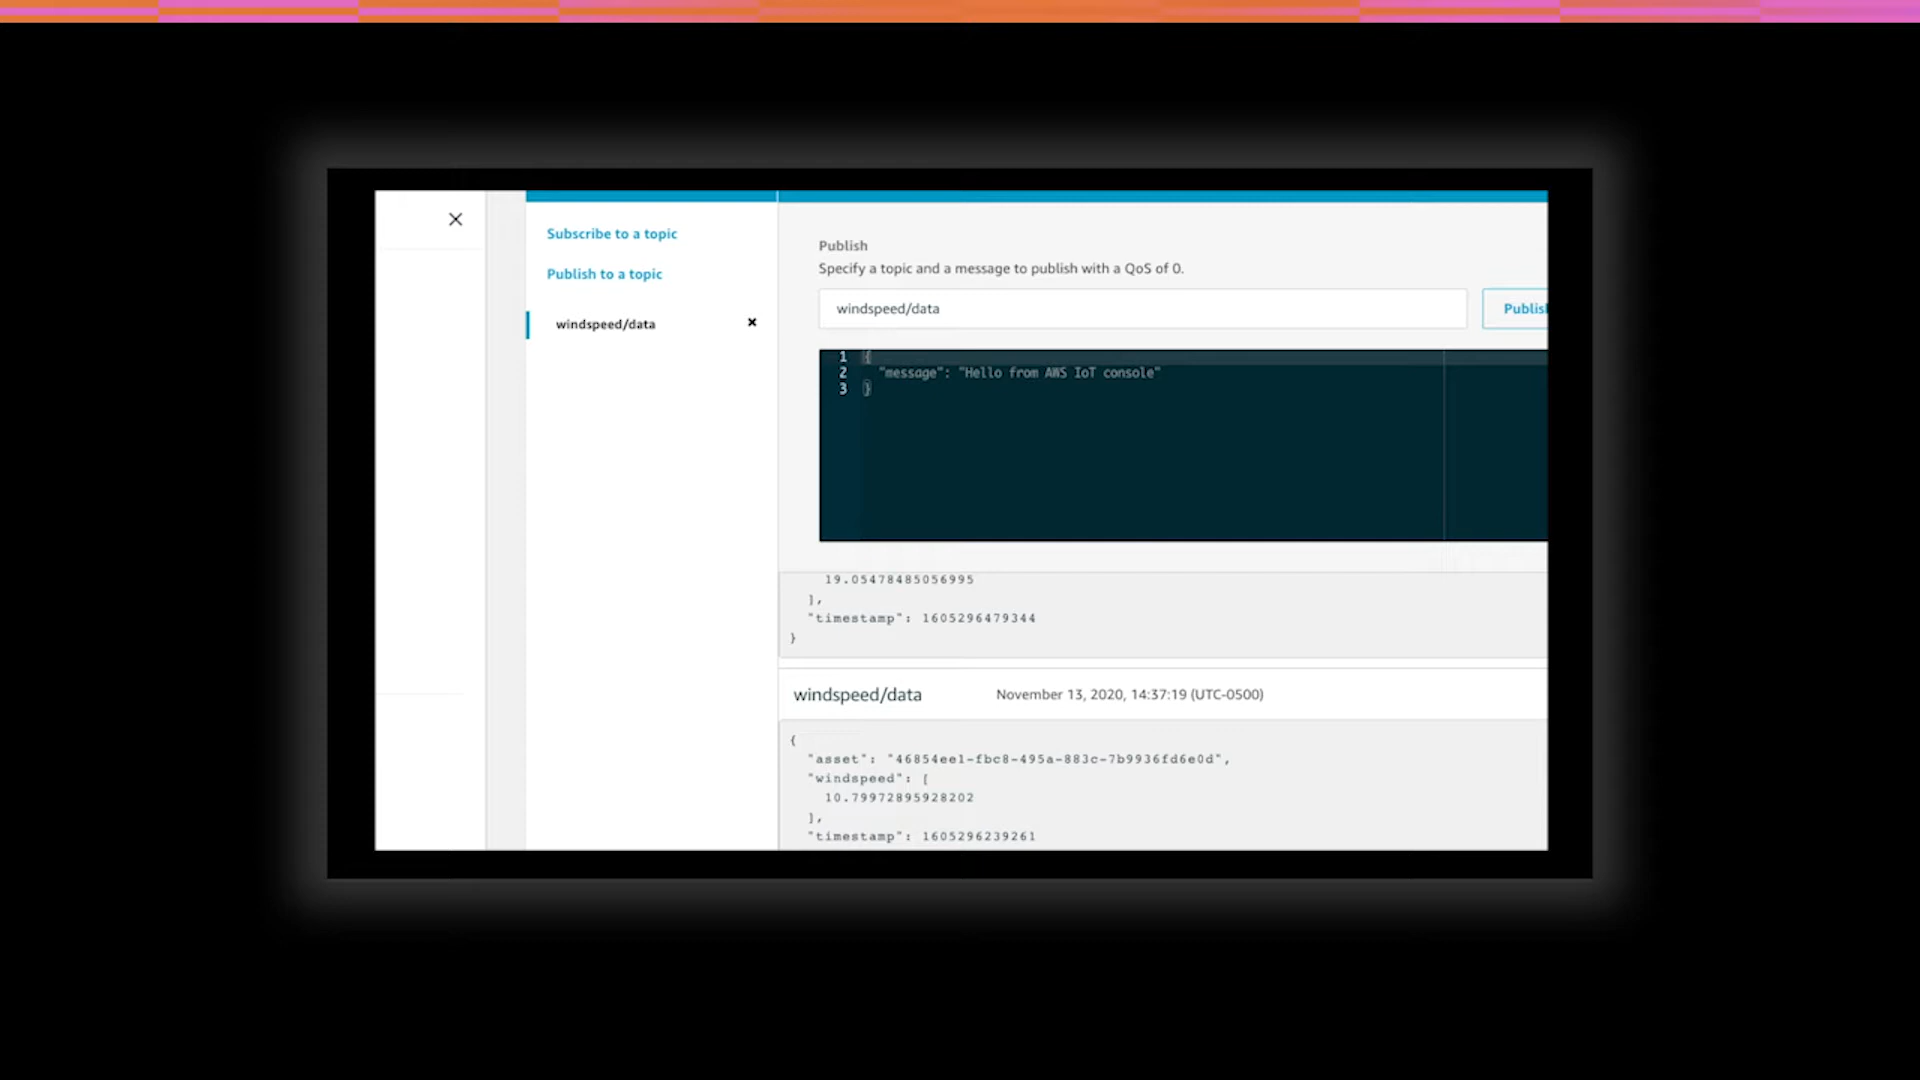 Subscribe to a topic
Publish to a topic
windspeed/data
Publish
Specify a topic and a message to publish with a QoS of 0.
windspeed/data
Publis
1 {
2 "message": "Hello from AWS IoT console"
3 }
19.05478485056995
],
"timestamp": 1605296479344
}
windspeed/data November 13, 2020, 14:37:19 (UTC-0500)
{
"asset": "46854ee1-fbc8-495a-883c-7b9936fd6e0d",
"windspeed": [
10.79972895928202
],
"timestamp": 1605296239261